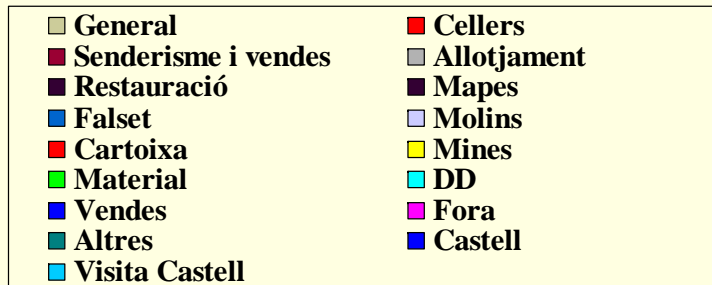 General
Cellers
Senderisme i vendes
Allotjament
Restauració
Mapes
Falset
Molins
Cartoixa
Mines
Material
DD
Vendes
Fora
Altres
Castell
Visita Castell